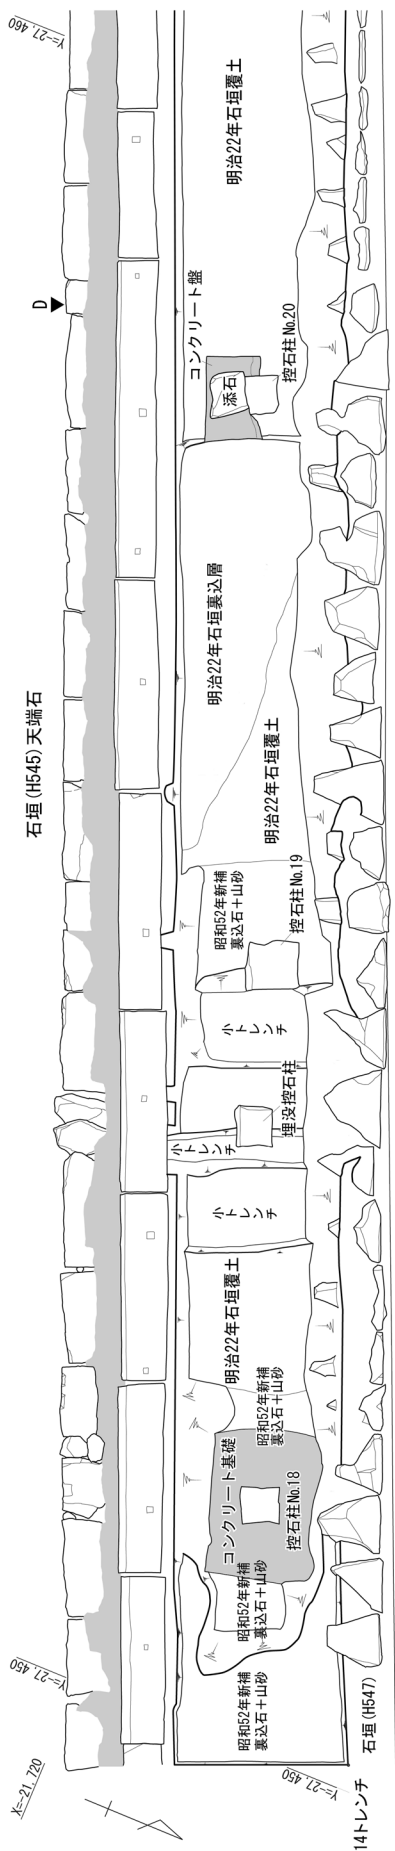 Y=-27,460
D
石垣(H545)天端石
明治22年石垣覆土
コンクリート盤
添石
控石柱No.20
明治22年石垣裏込層
明治22年石垣覆土
昭和52年新補
裏込石+山砂
控石柱No.19
小トレンチ
埋没控石柱
小トレンチ
小トレンチ
明治22年石垣覆土
昭和52年新補
裏込石+山砂
コンクリート基礎
控石柱No.18
昭和52年新補
裏込石+山砂
昭和52年新補
裏込石+山砂
Y=-27,450
X=-21,720
Y=-27,450
石垣(H547)
14トレンチ